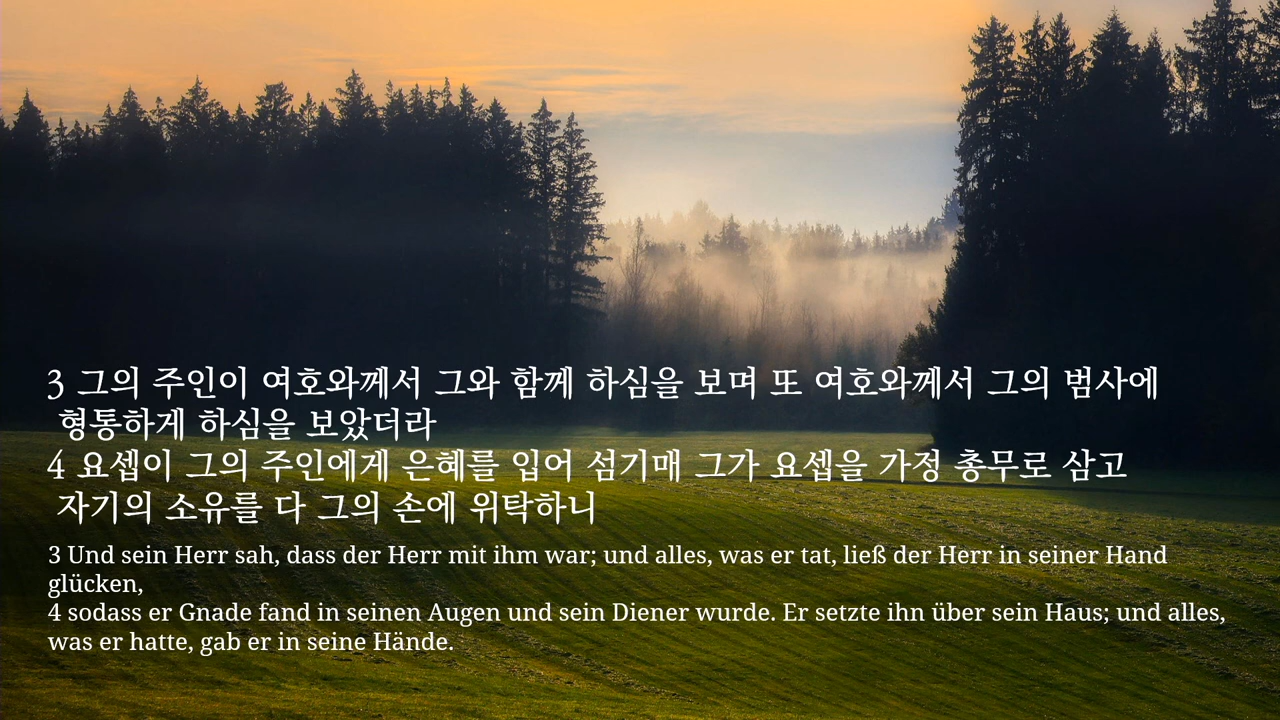 3 그의 주인이 여호와께서 그와 함께 하심을 보며 또 여호와께서 그의 범사에
형통하게 하심을 보았더라
4 요셉이 그의 주인에게 은혜를 입어 섬기매 그가 요셉을 가정 총무로 삼고
자기의 소유를 다 그의 손에 위탁하니
3 Und sein Herr sah, dass der Herr mit ihm war; und alles, was er tat, ließ der Herr in seiner Hand
glücken,
4 sodass er Gnade fand in seinen Augen und sein Diener wurde. Er setzte ihn über sein Haus; und alles,
was er hatte, gab er in seine Hände.